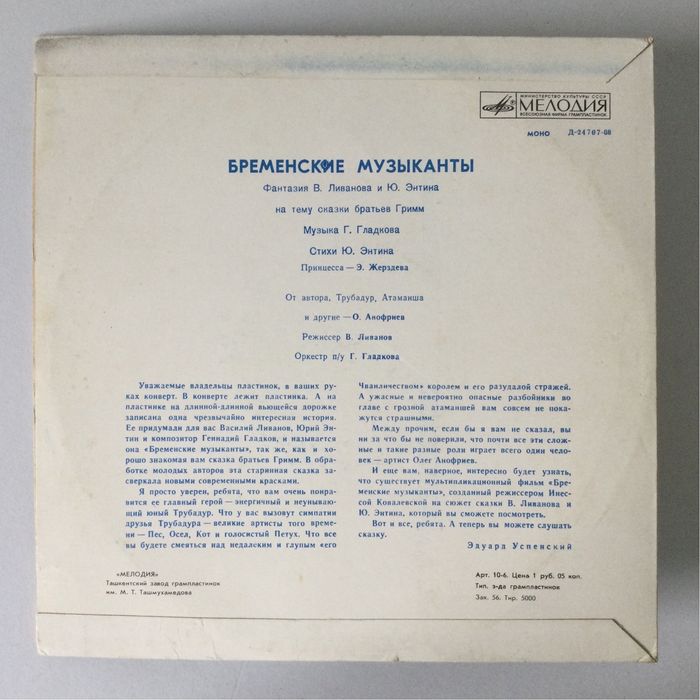 МИНИСТЕРСТВО КУЛЬТУРЫ СССР
МЕЛОДИЯ
ВСЕСОЮЗНАЯ ФИРМА ГРАМПЛАСТИНОК
МОНО Д-24707-08
БРЕМЕНСКИЕ МУЗЫКАНТЫ
Фантазия В. Ливанова и Ю. Энтина
на тему сказки братьев Гримм
Музыка Г. Гладкова
Стихи Ю. Энтина
Принцесса — Э. Жерздева
От автора, Трубадур, Атаманша
и другие — О. Анофриев
Режиссер В. Ливанов
Оркестр п/у Г. Гладкова
Уважаемые владельцы пластинок, в ваших ру-
ках конверт. В конверте лежит пластинка. А на
пластинке на длинной-длинной вьющейся дорожке
записана одна чрезвычайно интересная история.
Ее придумали для вас Василий Ливанов, Юрий Эн-
тин и композитор Геннадий Гладков, и называется
она «Бременские музыканты», так же, как и хо-
рошо знакомая вам сказка братьев Гримм. В обра-
ботке молодых авторов эта старинная сказка за-
сверкала новыми современными красками.
Я просто уверен, ребята, что вам очень понра-
вится ее главный герой — энергичный и неунываю-
щий юный Трубадур. Что у вас вызовут симпатии
друзья Трубадура — великие артисты того време-
ни — Пес, Осел, Кот и голосистый Петух. Что все
вы будете смеяться над недалеким и глупым «его
Чванличеством» королем и его разудалой стражей.
А ужасные и невероятно опасные разбойники во
главе с грозной атаманшей вам совсем не пока-
жутся страшными.
Между прочим, если бы я вам не сказал, вы
ни за что бы не поверили, что почти все эти слож-
ные и такие разные роли играет всего один чело-
век — артист Олег Анофриев.
И еще вам, наверное, интересно будет узнать,
что существует мультипликационный фильм «Бре-
менские музыканты», созданный режиссером Инес-
сой Ковалевской на сюжет сказки В. Ливанова и
Ю. Энтина, который вы сможете посмотреть.
Вот и все, ребята. А теперь вы можете слушать
сказку.
Эдуард Успенский
«МЕЛОДИЯ»
Ташкентский завод грампластинок
им. М. Т. Ташмухамедова
Арт. 10-6. Цена 1 руб. 05 коп.
Тип. з-да грампластинок
Зак. 56. Тир. 5000